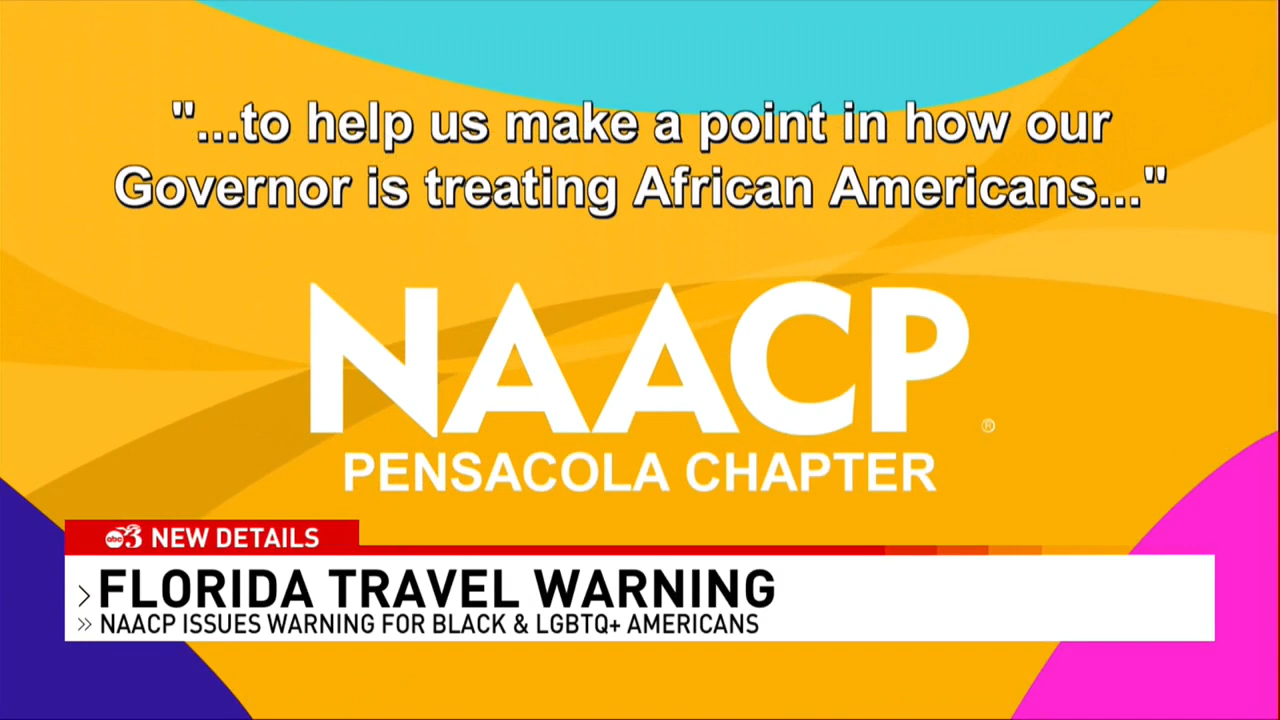 "...to help us make a point in how our
Governor is treating African Americans..."
NAACP ®
PENSACOLA CHAPTER
abc 3 NEW DETAILS
FLORIDA TRAVEL WARNING
NAACP ISSUES WARNING FOR BLACK & LGBTQ+ AMERICANS